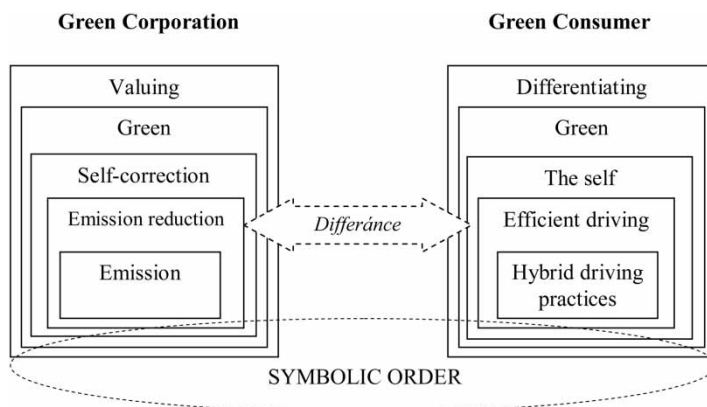 Green Corporation
Green Consumer
Valuing
Green
Self-correction
Emission reduction
Emission
Differánce
Differentiating
Green
The self
Efficient driving
Hybrid driving
practices
SYMBOLIC ORDER